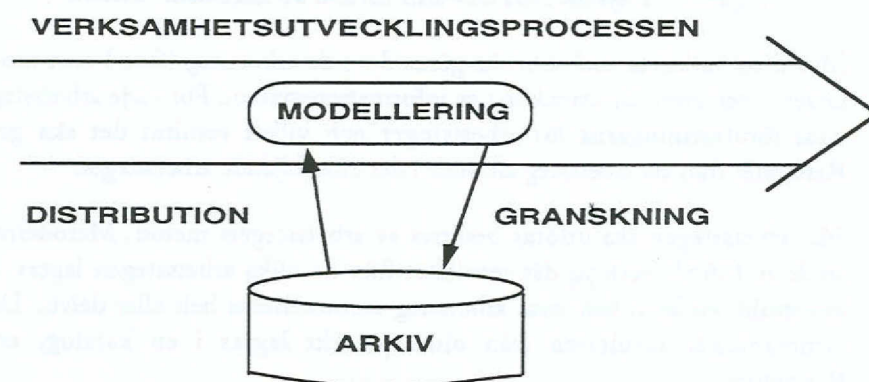 VERKSAMHETSUTVECKLINGSPROCESSEN
MODELLERING
DISTRIBUTION
GRANSKNING
ARKIV